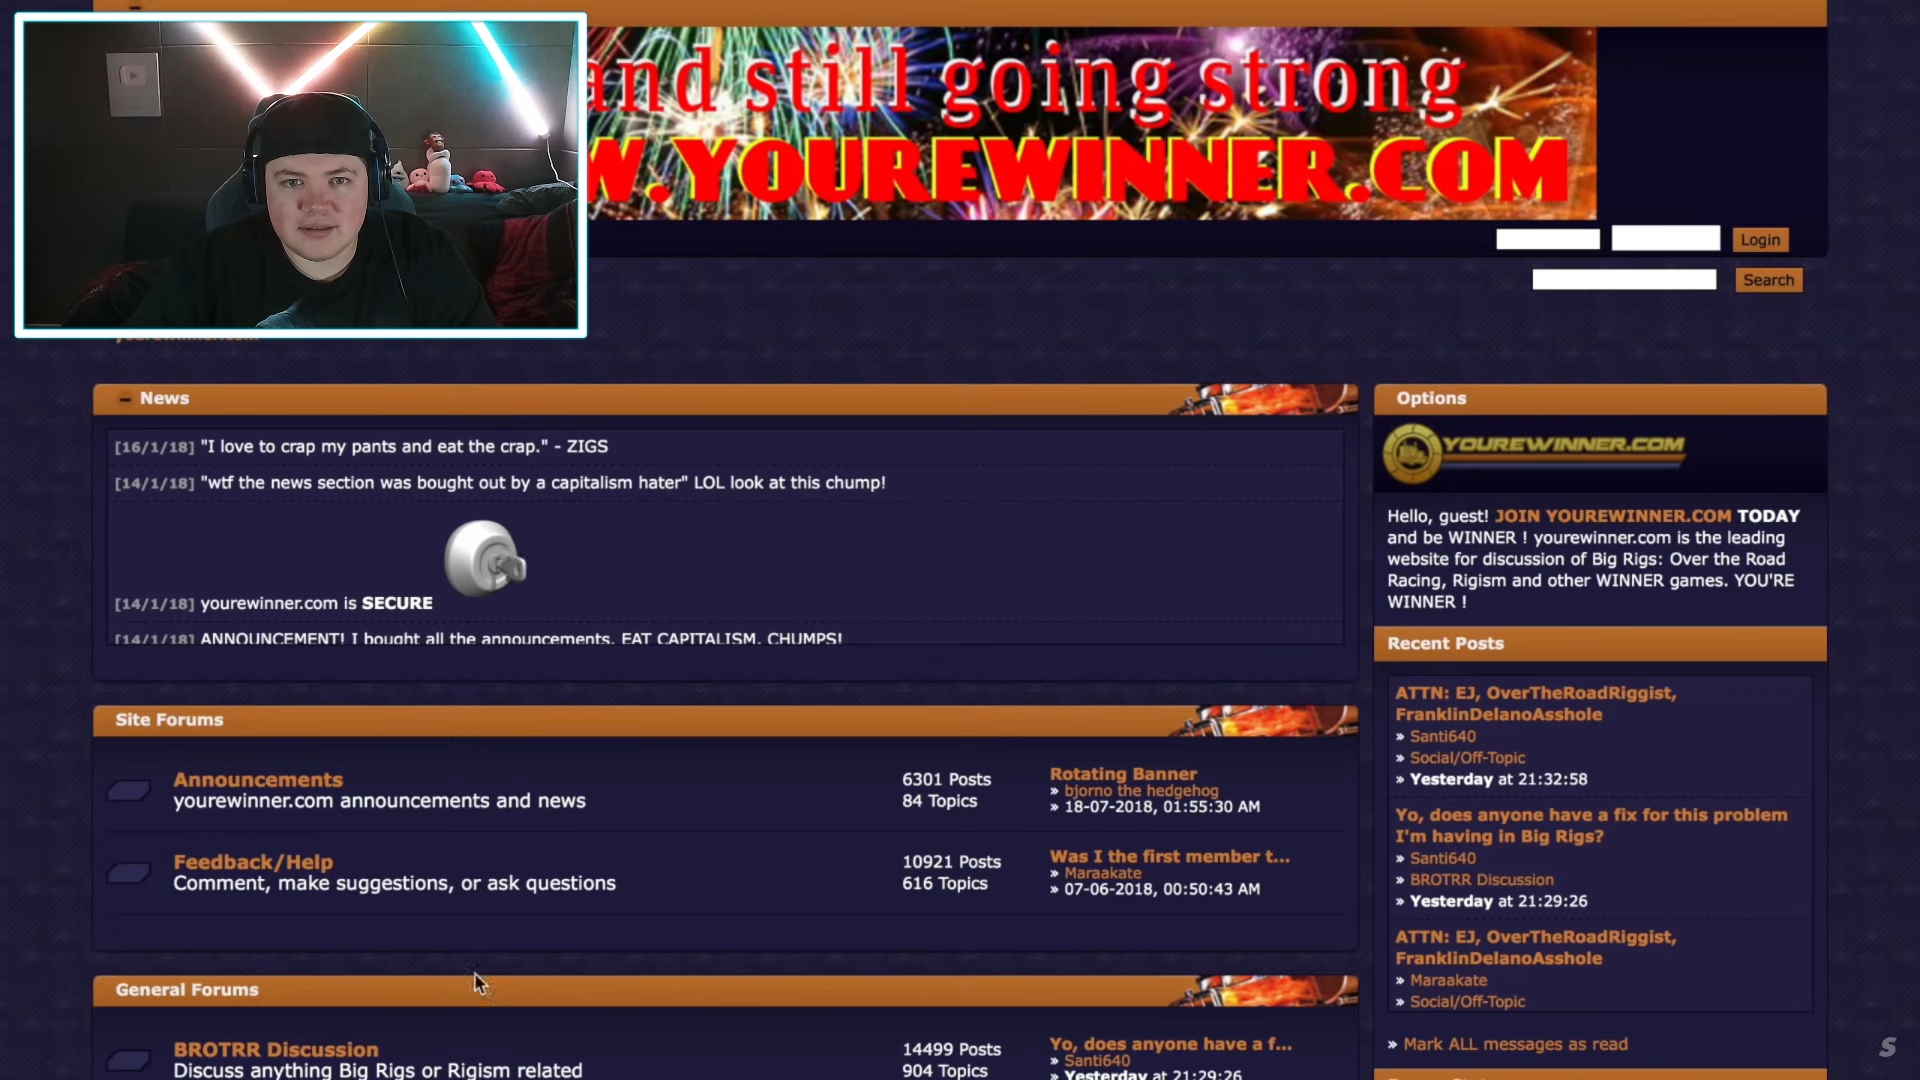 and still going strong
W.YOUREWINNER.COM
Login
Search
yourewinner.com
News
[16/1/18] "I love to crap my pants and eat the crap." - ZIGS
[14/1/18] "wtf the news section was bought out by a capitalism hater" LOL look at this chump!
[14/1/18] yourewinner.com is SECURE
[14/1/18] ANNOUNCEMENT! I bought all the announcements. EAT CAPITALISM, CHUMPS!
Site Forums
Announcements
yourewinner.com announcements and news
6301 Posts
84 Topics
Rotating Banner
» bjorno the hedgehog
» 18-07-2018, 01:55:30 AM
Feedback/Help
Comment, make suggestions, or ask questions
10921 Posts
616 Topics
Was I the first member t...
» Maraakate
» 07-06-2018, 00:50:43 AM
General Forums
BROTRR Discussion
Discuss anything Big Rigs or Rigism related
14499 Posts
904 Topics
Yo, does anyone have a f...
» Santi640
» Yesterday at 21:29:26
Options
YOUREWINNER.COM
Hello, guest! JOIN YOUREWINNER.COM TODAY
and be WINNER ! yourewinner.com is the leading
website for discussion of Big Rigs: Over the Road
Racing, Rigism and other WINNER games. YOU'RE
WINNER !
Recent Posts
ATTN: EJ, OverTheRoadRiggist,
FranklinDelanoAsshole
» Santi640
» Social/Off-Topic
» Yesterday at 21:32:58
Yo, does anyone have a fix for this problem
I'm having in Big Rigs?
» Santi640
» BROTRR Discussion
» Yesterday at 21:29:26
ATTN: EJ, OverTheRoadRiggist,
FranklinDelanoAsshole
» Maraakate
» Social/Off-Topic
» Mark ALL messages as read
S